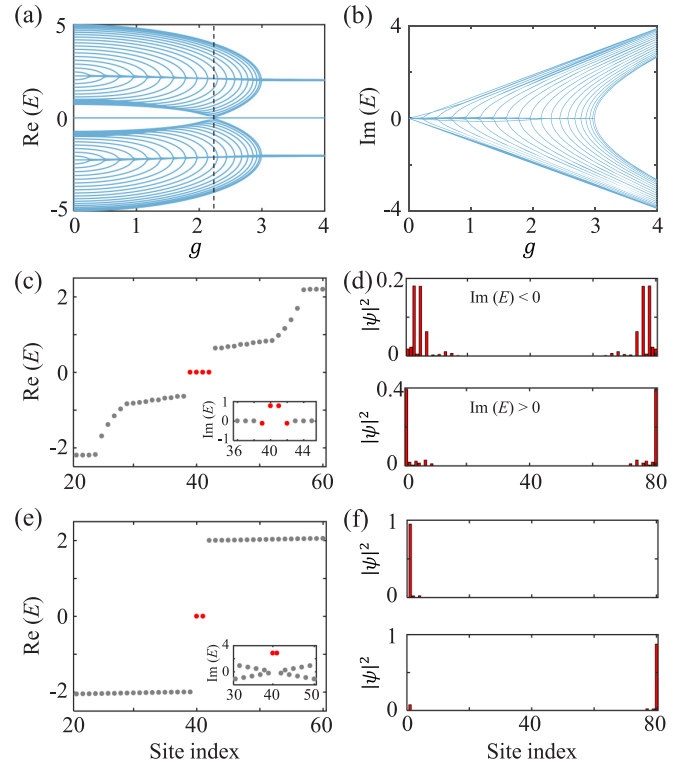 (a)
(b)
5
0
-5
Re (E)
0
1
2
3
4
g
4
0
-4
Im (E)
0
1
2
3
4
g
(c)
(d)
2
0
-2
Re (E)
20
40
60
1
0
-1
Im (E)
36
40
44
0.2
0
|ψ|²
Im (E) < 0
0.4
0
|ψ|²
Im (E) > 0
0
40
80
(e)
(f)
2
0
-2
Re (E)
20
40
60
Site index
4
0
Im (E)
30
40
50
1
0
|ψ|²
1
0
|ψ|²
0
40
80
Site index